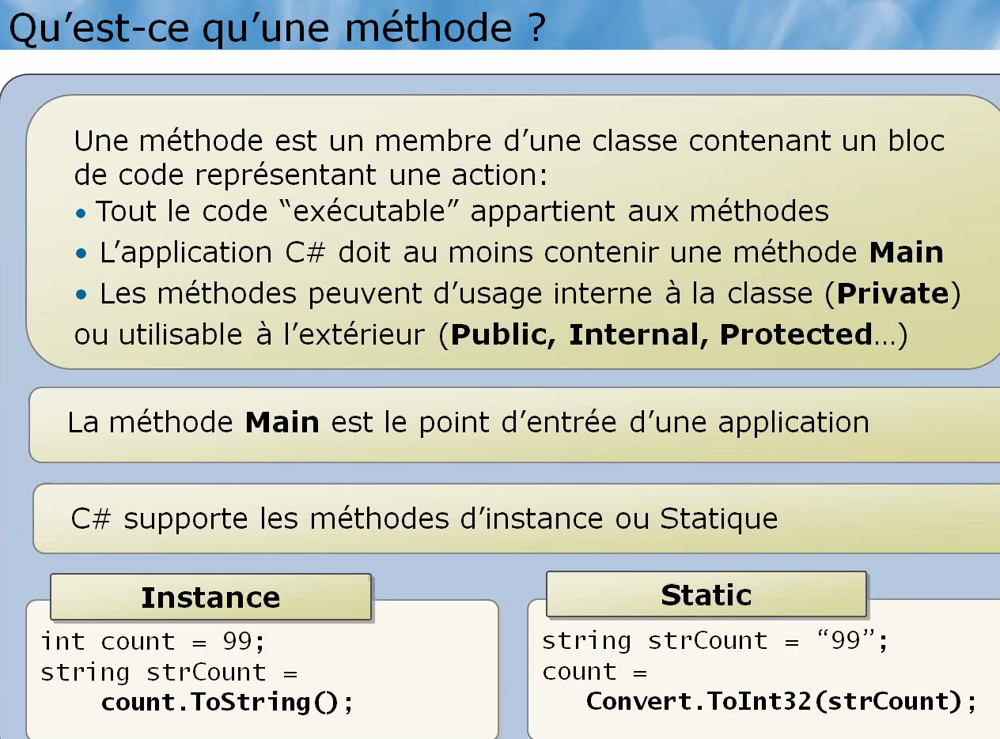 Qu’est-ce qu’une méthode ?
Une méthode est un membre d’une classe contenant un bloc
de code représentant une action:
• Tout le code “exécutable” appartient aux méthodes
• L’application C# doit au moins contenir une méthode Main
• Les méthodes peuvent d’usage interne à la classe (Private)
ou utilisable à l’extérieur (Public, Internal, Protected…)
La méthode Main est le point d’entrée d’une application
C# supporte les méthodes d’instance ou Statique
Instance
int count = 99;
string strCount =
count.ToString();
Static
string strCount = “99”;
count =
Convert.ToInt32(strCount);